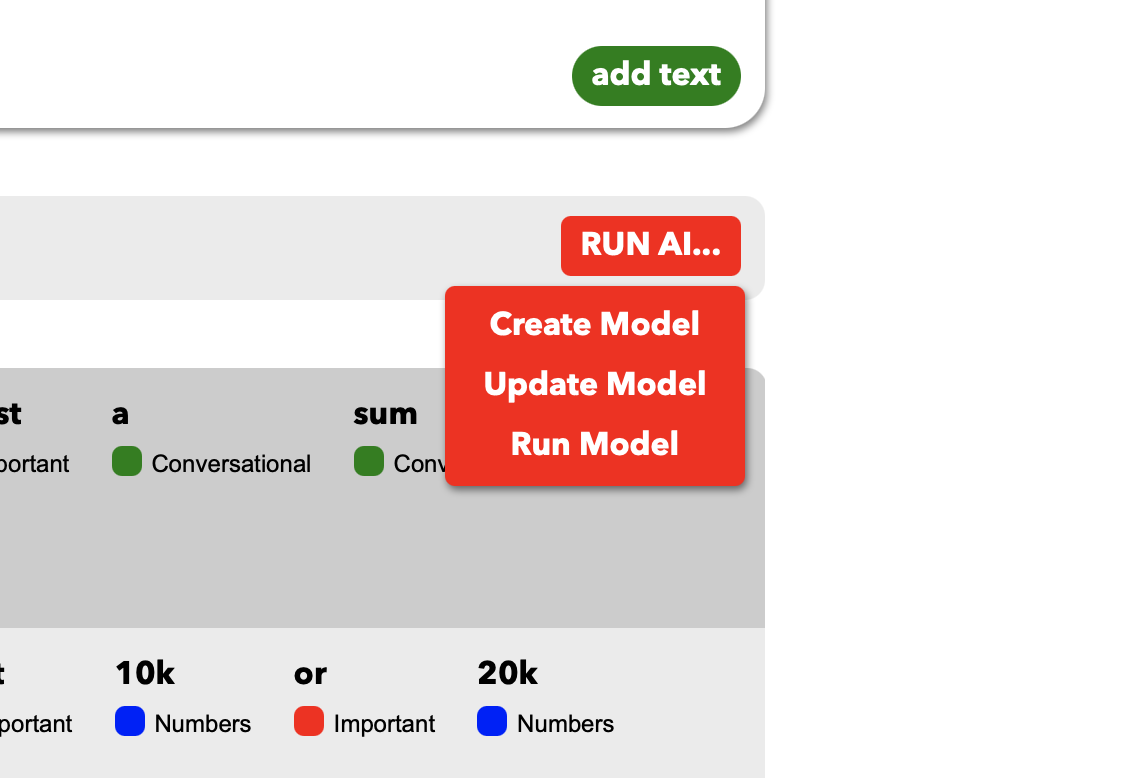 add text
RUN AI...
Create Model
Update Model
Run Model
a sum
Conversational
10k or 20k
Numbers Important Numbers